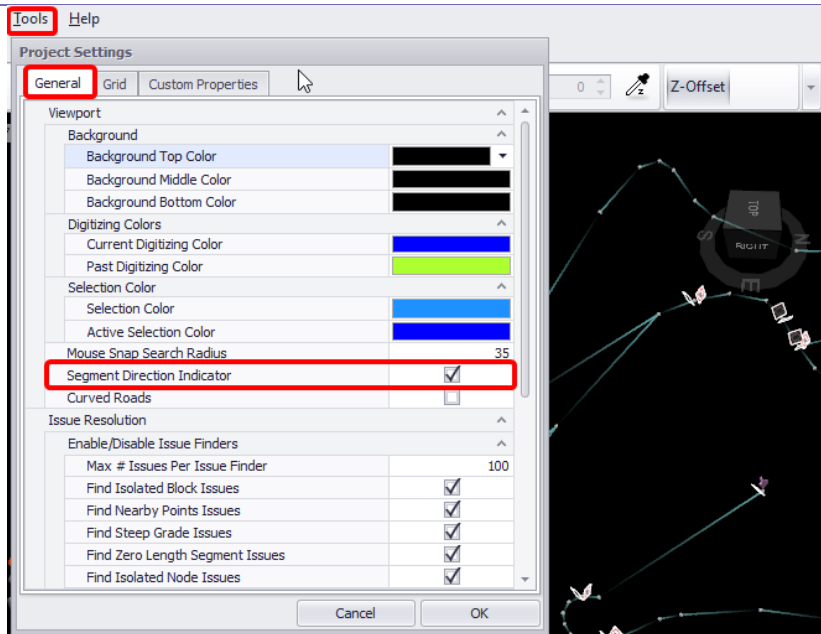 Tools Help
Project Settings
General Grid Custom Properties
0 z Z-Offset
Viewport
Background
Background Top Color
Background Middle Color
Background Bottom Color
Digitizing Colors
Current Digitizing Color
Past Digitizing Color
Selection Color
Selection Color
Active Selection Color
Mouse Snap Search Radius 35
Segment Direction Indicator
Curved Roads
Issue Resolution
Enable/Disable Issue Finders
Max # Issues Per Issue Finder 100
Find Isolated Block Issues
Find Nearby Points Issues
Find Steep Grade Issues
Find Zero Length Segment Issues
Find Isolated Node Issues
Cancel OK
TOP
S RIGHT N
E